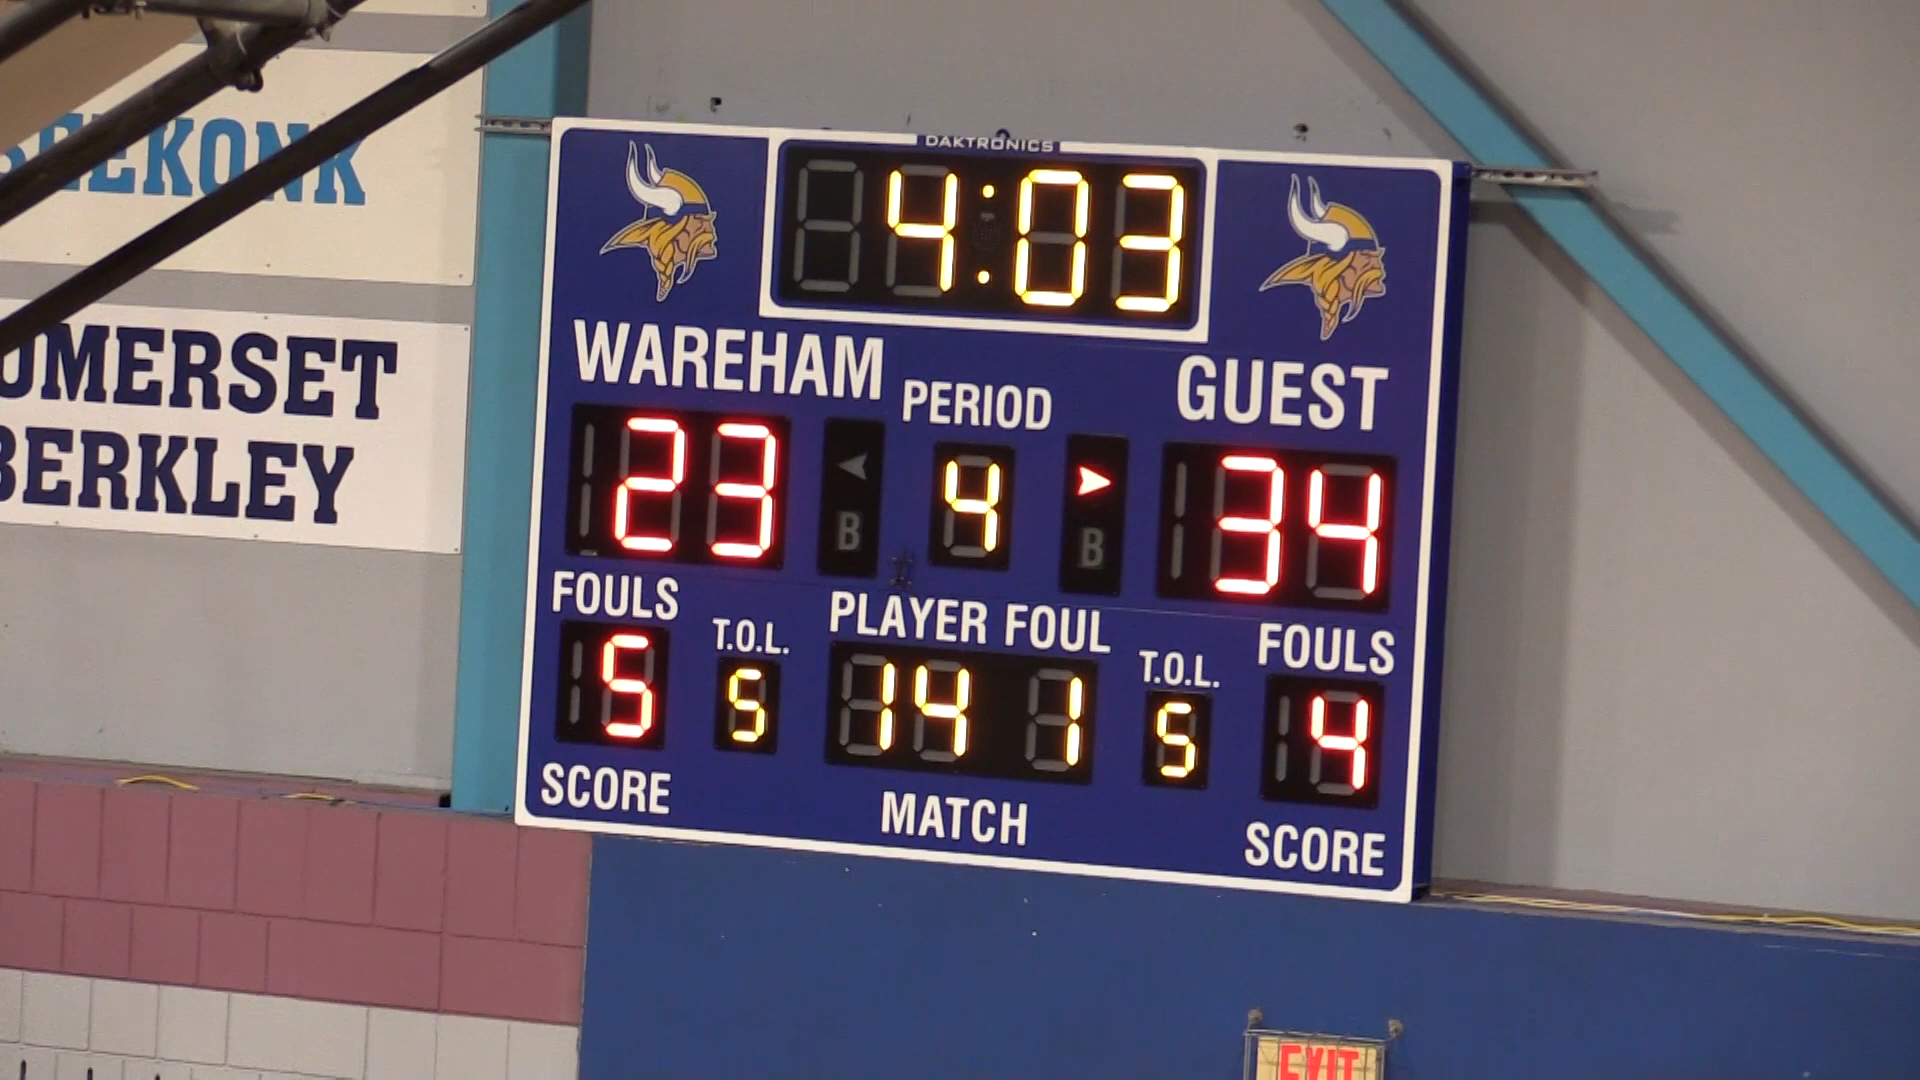 DAKTRONICS
4:03
WAREHAM
PERIOD
GUEST
23
4
34
B
B
FOULS
T.O.L.
PLAYER FOUL
T.O.L.
FOULS
5
5
14 1
5
4
SCORE
MATCH
SCORE
EKONK
OMERSET
BERKLEY
EXIT